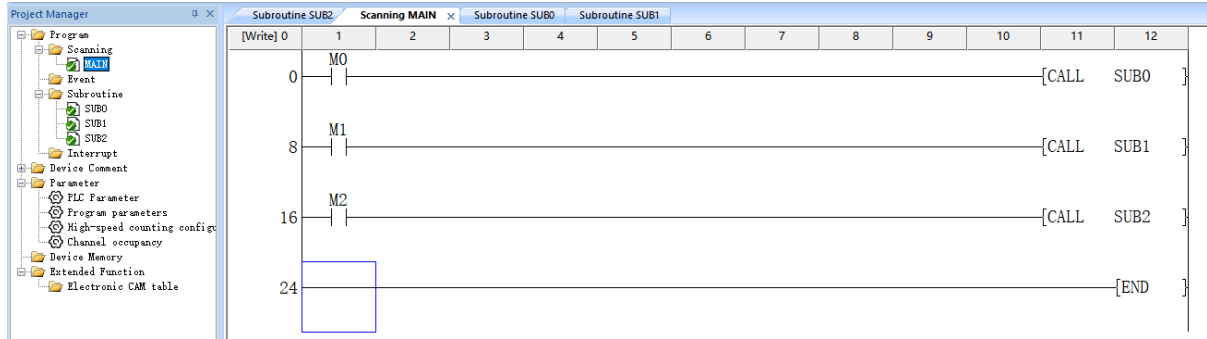 Project Manager
Program
Scanning
MAIN
Event
Subroutine
SUB0
SUB1
SUB2
Interrupt
Device Comment
Parameter
PLC Parameter
Program parameters
High-speed counting configu
Channel occupancy
Device Memory
Extended Function
Electronic CAM table
Subroutine SUB2 Scanning MAIN Subroutine SUB0 Subroutine SUB1
[Write] 0 1 2 3 4 5 6 7 8 9 10 11 12
M0
0 [CALL SUB0 ]
M1
8 [CALL SUB1 ]
M2
16 [CALL SUB2 ]
24 [END ]